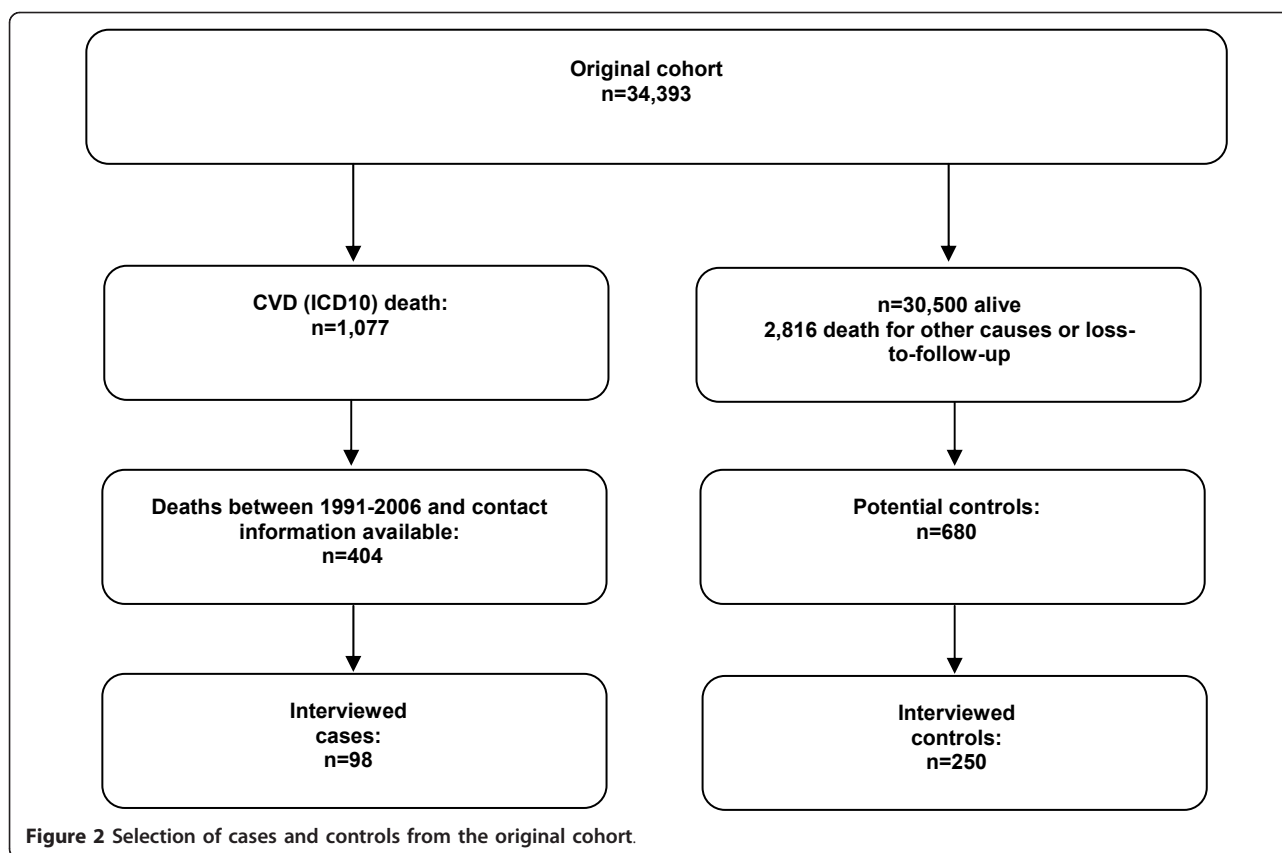 Original cohort
n=34,393
CVD (ICD10) death:
n=1,077
n=30,500 alive
2,816 death for other causes or loss-
to-follow-up
Deaths between 1991-2006 and contact
information available:
n=404
Potential controls:
n=680
Interviewed
cases:
n=98
Interviewed
controls:
n=250
Figure 2 Selection of cases and controls from the original cohort.